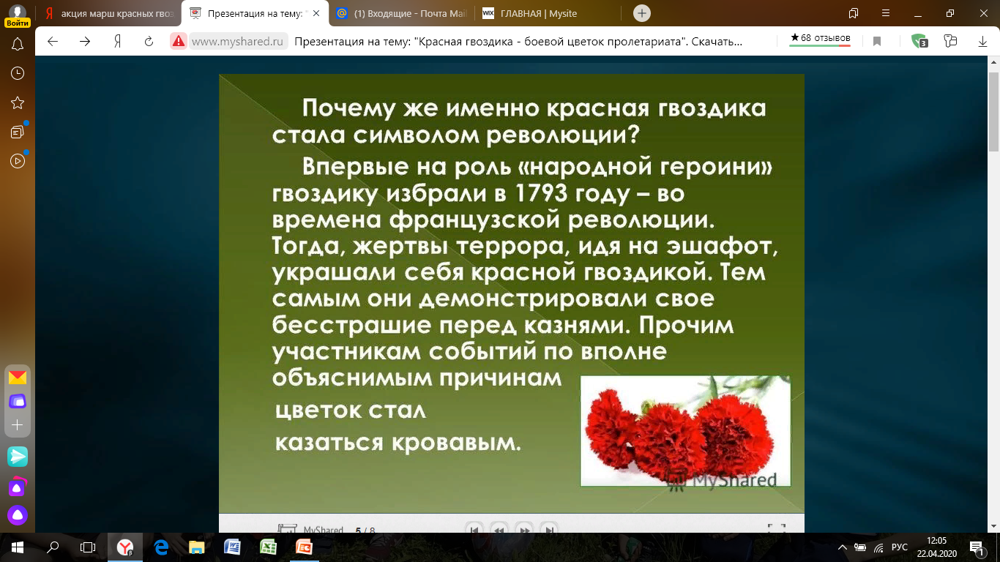 акция марш красных гвоз
Презентация на тему: "
(1) Входящие - Почта Mail
WIX ГЛАВНАЯ | Mysite
Войти
www.myshared.ru Презентация на тему: "Красная гвоздика - боевой цветок пролетариата". Скачать...
★68 отзывов
3
Почему же именно красная гвоздика
стала символом революции?
Впервые на роль «народной героини»
гвоздику избрали в 1793 году – во
времена французской революции.
Тогда, жертвы террора, идя на эшафот,
украшали себя красной гвоздикой. Тем
самым они демонстрировали свое
бесстрашие перед казнями. Прочим
участникам событий по вполне
объяснимым причинам
цветок стал
казаться кровавым.
MyShared
MyShared 5 / 8
РУС
12:05
22.04.2020
1